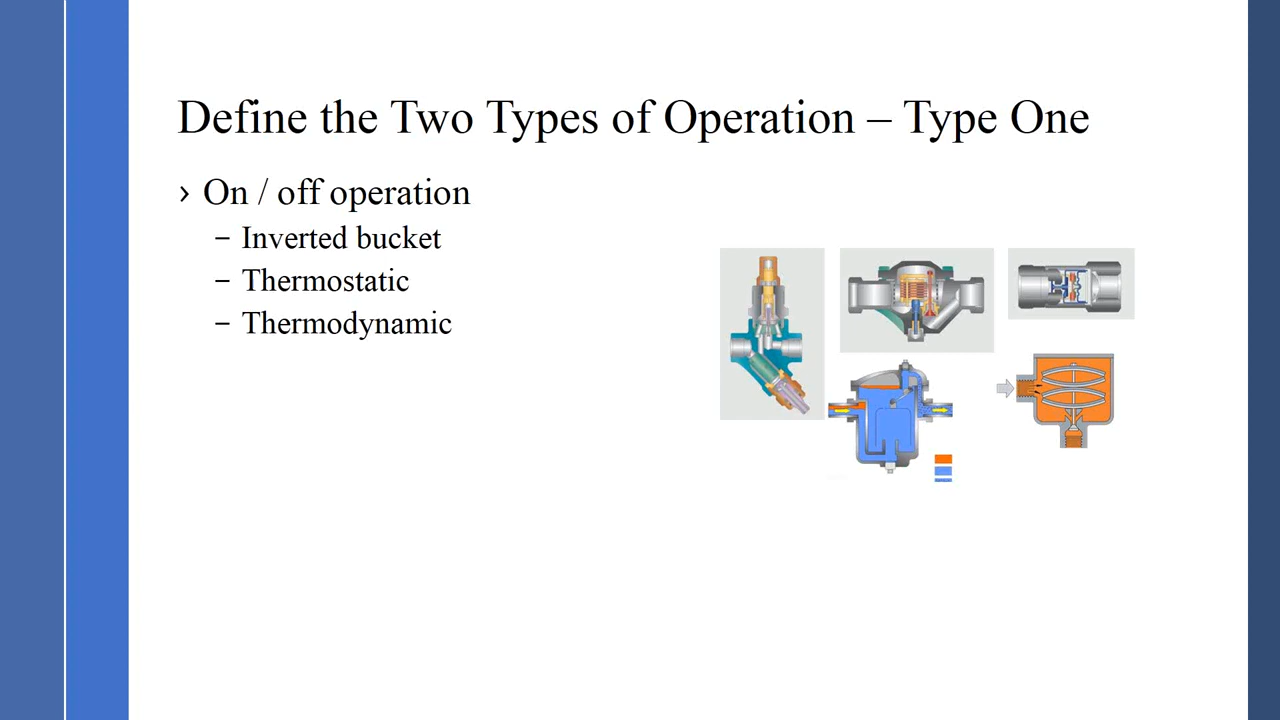 Define the Two Types of Operation – Type One
› On / off operation
– Inverted bucket
– Thermostatic
– Thermodynamic